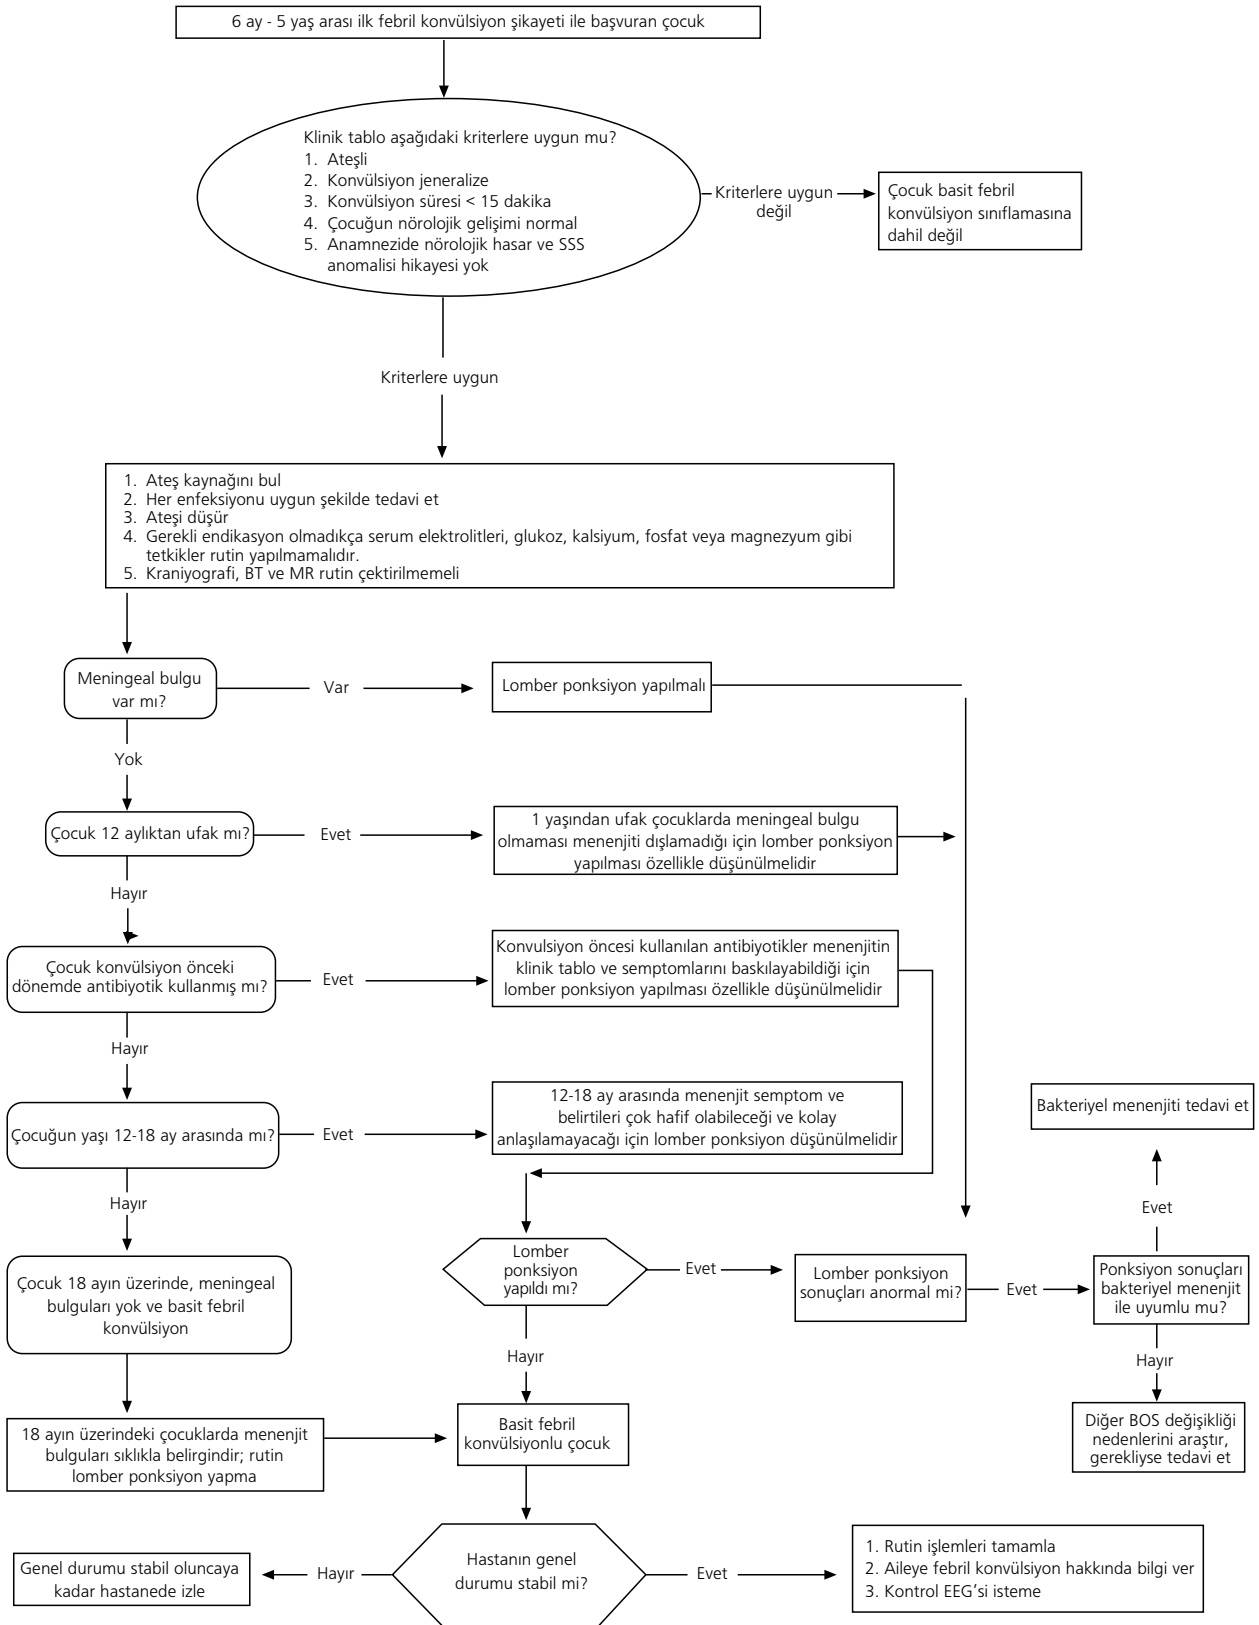 6 ay - 5 yaş arası ilk febril konvülsiyon şikayeti ile başvuran çocuk
Klinik tablo aşağıdaki kriterlere uygun mu?
1. Ateşli
2. Konvülsiyon jeneralize
3. Konvülsiyon süresi < 15 dakika
4. Çocuğun nörolojik gelişimi normal
5. Anamnezide nörolojik hasar ve SSS
anomalisi hikayesi yok
Kriterlere uygun
değil
Çocuk basit febril
konvülsiyon sınıflamasına
dahil değil
Kriterlere uygun
1. Ateş kaynağını bul
2. Her enfeksiyonu uygun şekilde tedavi et
3. Ateşi düşür
4. Gerekli endikasyon olmadıkça serum elektrolitleri, glukoz, kalsiyum, fosfat veya magnezyum gibi
tetkikler rutin yapılmamalıdır.
5. Kraniyografi, BT ve MR rutin çektirilmemeli
Meningeal bulgu
var mı?
Var
Lomber ponksiyon yapılmalı
Yok
Çocuk 12 aylıktan ufak mı?
Evet
1 yaşından ufak çocuklarda meningeal bulgu
olmaması menenjiti dışlamadığı için lomber ponksiyon
yapılması özellikle düşünülmelidir
Hayır
Çocuk konvülsiyon önceki
dönemde antibiyotik kullanmış mı?
Evet
Konvulsiyon öncesi kullanılan antibiyotikler menenjitin
klinik tablo ve semptomlarını baskılayabildiği için
lomber ponksiyon yapılması özellikle düşünülmelidir
Hayır
Çocuğun yaşı 12-18 ay arasında mı?
Evet
12-18 ay arasında menenjit semptom ve
belirtileri çok hafif olabileceği ve kolay
anlaşılamayacağı için lomber ponksiyon düşünülmelidir
Bakteriyel menenjiti tedavi et
Hayır
Evet
Çocuk 18 ayın üzerinde, meningeal
bulguları yok ve basit febril
konvülsiyon
Lomber
ponksiyon
yapıldı mı?
Evet
Lomber ponksiyon
sonuçları anormal mi?
Evet
Ponksiyon sonuçları
bakteriyel menenjit
ile uyumlu mu?
Hayır
Hayır
18 ayın üzerindeki çocuklarda menenjit
bulguları sıklıkla belirgindir; rutin
lomber ponksiyon yapma
Basit febril
konvülsiyonlu çocuk
Diğer BOS değişikliği
nedenlerini araştır,
gerekliyse tedavi et
Genel durumu stabil oluncaya
kadar hastanede izle
Hayır
Hastanın genel
durumu stabil mi?
Evet
1. Rutin işlemleri tamamla
2. Aileye febril konvülsiyon hakkında bilgi ver
3. Kontrol EEG'si isteme